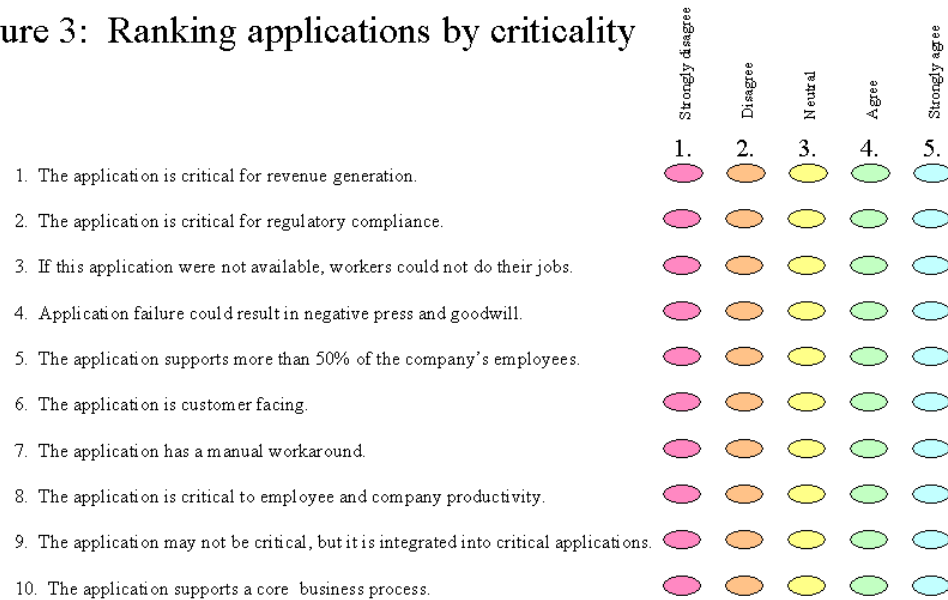 ure 3: Ranking applications by criticality
Strongly disagree
Disagree
Neutral
Agree
Strongly agree
1. 2. 3. 4. 5.
1. The application is critical for revenue generation.
2. The application is critical for regulatory compliance.
3. If this application were not available, workers could not do their jobs.
4. Application failure could result in negative press and goodwill.
5. The application supports more than 50% of the company's employees.
6. The application is customer facing.
7. The application has a manual workaround.
8. The application is critical to employee and company productivity.
9. The application may not be critical, but it is integrated into critical applications.
10. The application supports a core business process.